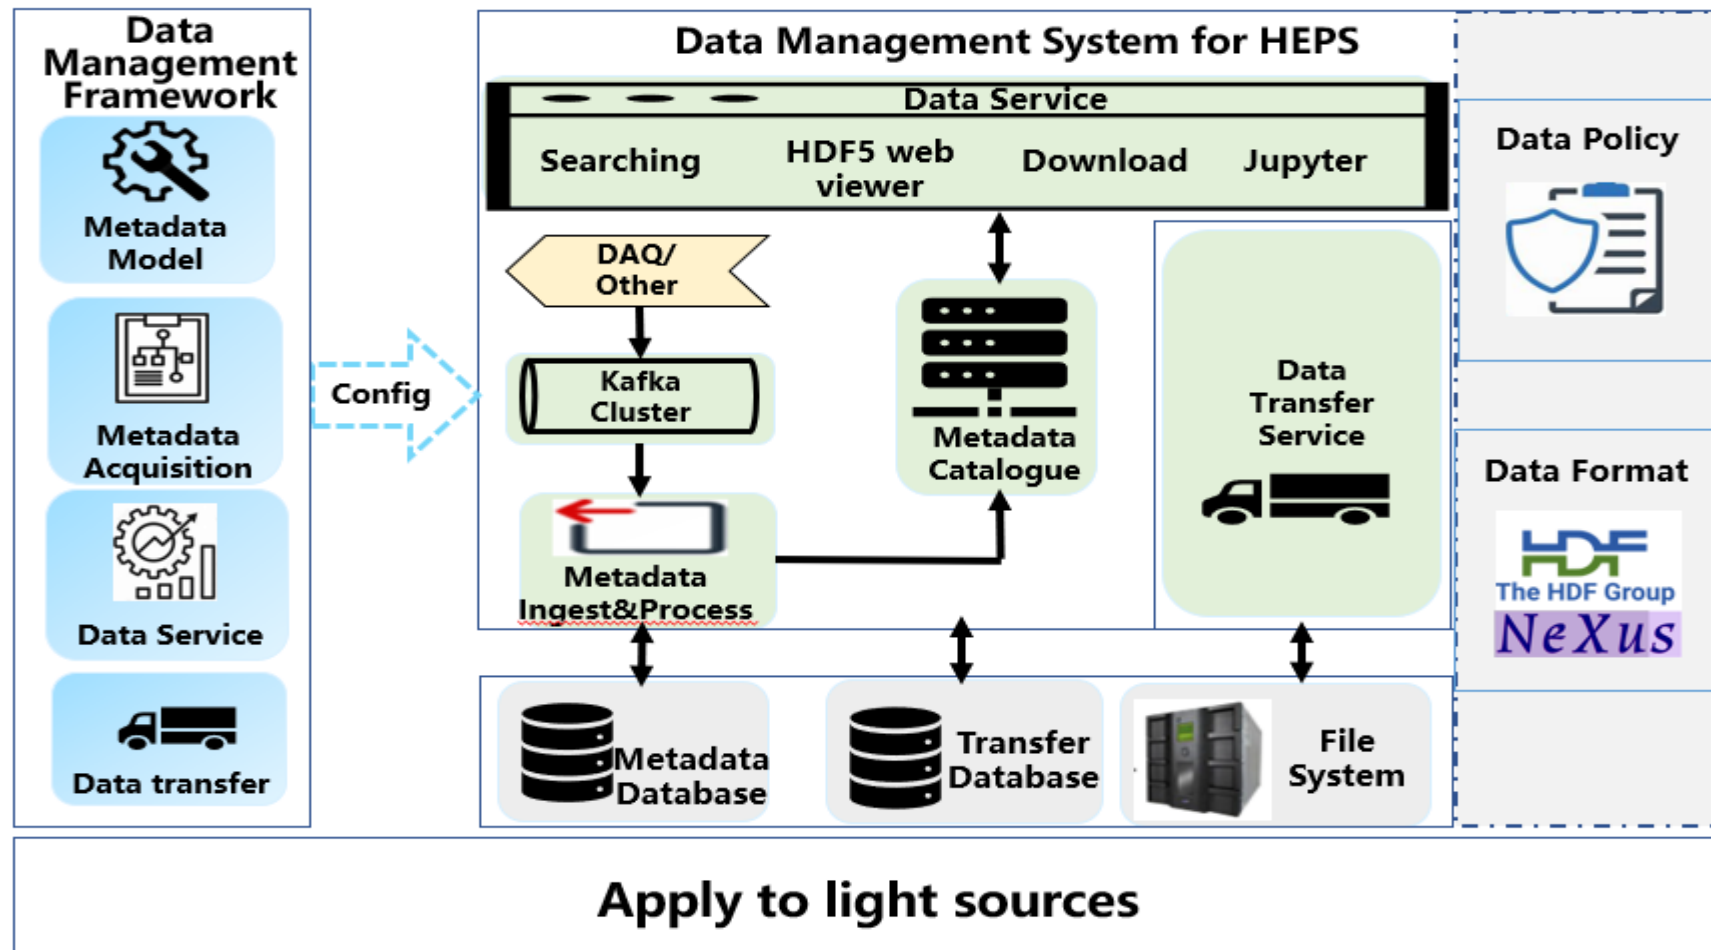 Data
Management
Framework
Metadata
Model
Metadata
Acquisition
Data Service
Data transfer
Config
Data Management System for HEPS
Data Service
Searching
HDF5 web
viewer
Download
Jupyter
DAQ/
Other
Kafka
Cluster
Metadata
Ingest&Process
Metadata
Catalogue
Data
Transfer
Service
Metadata
Database
Transfer
Database
File
System
Data Policy
Data Format
HDF
The HDF Group
NeXus
Apply to light sources